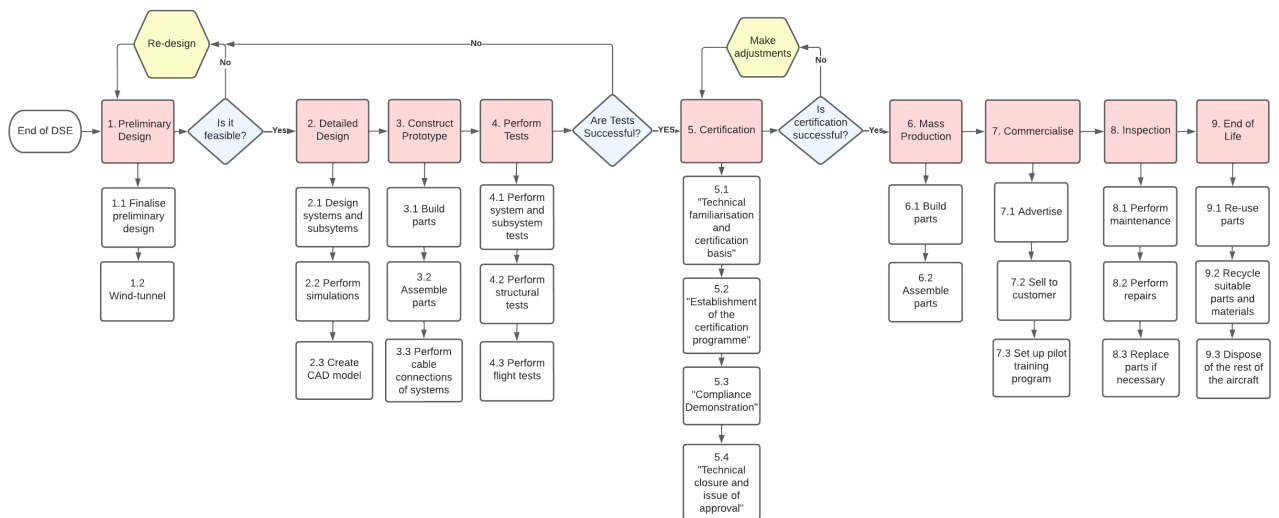 Re-design
No
No
Make
adjustments
No
End of DSE
1. Preliminary
Design
Is it
feasible?
Yes
2. Detailed
Design
3. Construct
Prototype
4. Perform
Tests
Are Tests
Successful?
YES
5. Certification
Is
certification
successful?
Yes
6. Mass
Production
7. Commercialise
8. Inspection
9. End of
Life
1.1 Finalise
preliminary
design
1.2
Wind-tunnel
2.1 Design
systems and
subsytems
2.2 Perform
simulations
2.3 Create
CAD model
3.1 Build
parts
3.2
Assemble
parts
3.3 Perform
cable
connections
of systems
4.1 Perform
system and
subsystem
tests
4.2 Perform
structural
tests
4.3 Perform
flight tests
5.1
"Technical
familiarisation
and
certification
basis"
5.2
"Establishment
of the
certification
programme"
5.3
"Compliance
Demonstration"
5.4
"Technical
closure and
issue of
approval"
6.1 Build
parts
6.2
Assemble
parts
7.1 Advertise
7.2 Sell to
customer
7.3 Set up pilot
training
program
8.1 Perform
maintenance
8.2 Perform
repairs
8.3 Replace
parts if
necessary
9.1 Re-use
parts
9.2 Recycle
suitable
parts and
materials
9.3 Dispose
of the rest of
the aircraft